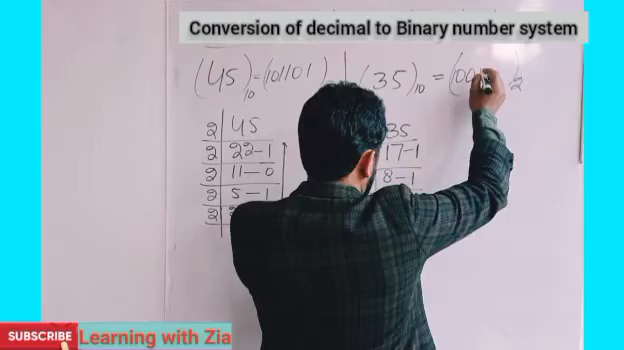 Conversion of decimal to Binary number system
(45)10 = (101101)
(35)10 = (100 )2
2 45
2 22-1
2 11-0
2 5-1
2
35
17-1
8-1
SUBSCRIBE Learning with Zia